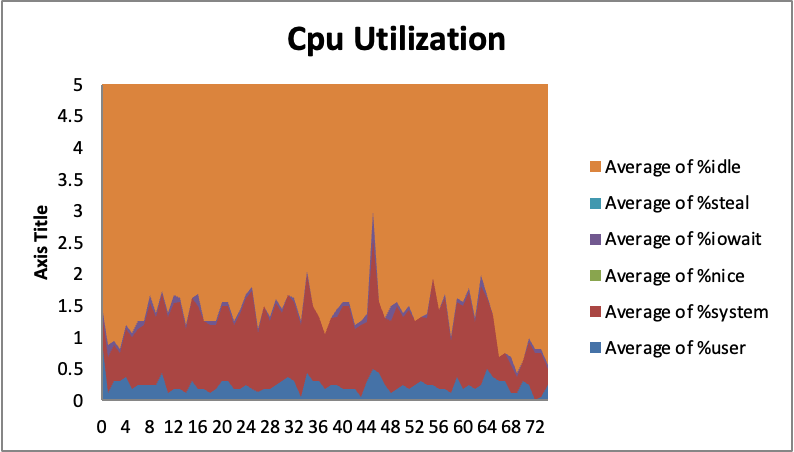 Cpu Utilization
5
4.5
4
3.5
3
2.5
2
1.5
1
0.5
0
Axis Title
0 4 8 12 16 20 24 28 32 36 40 44 48 52 56 60 64 68 72
Average of %idle
Average of %steal
Average of %iowait
Average of %nice
Average of %system
Average of %user